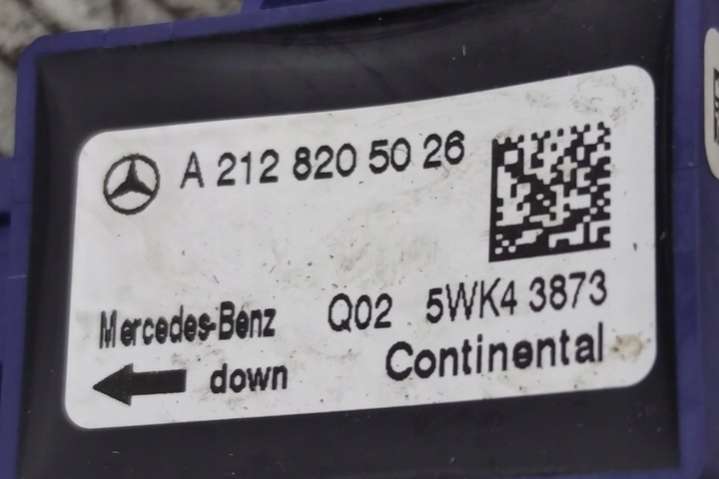 A 212 820 50 26
Mercedes-Benz Q02 5WK4 3873
down Continental